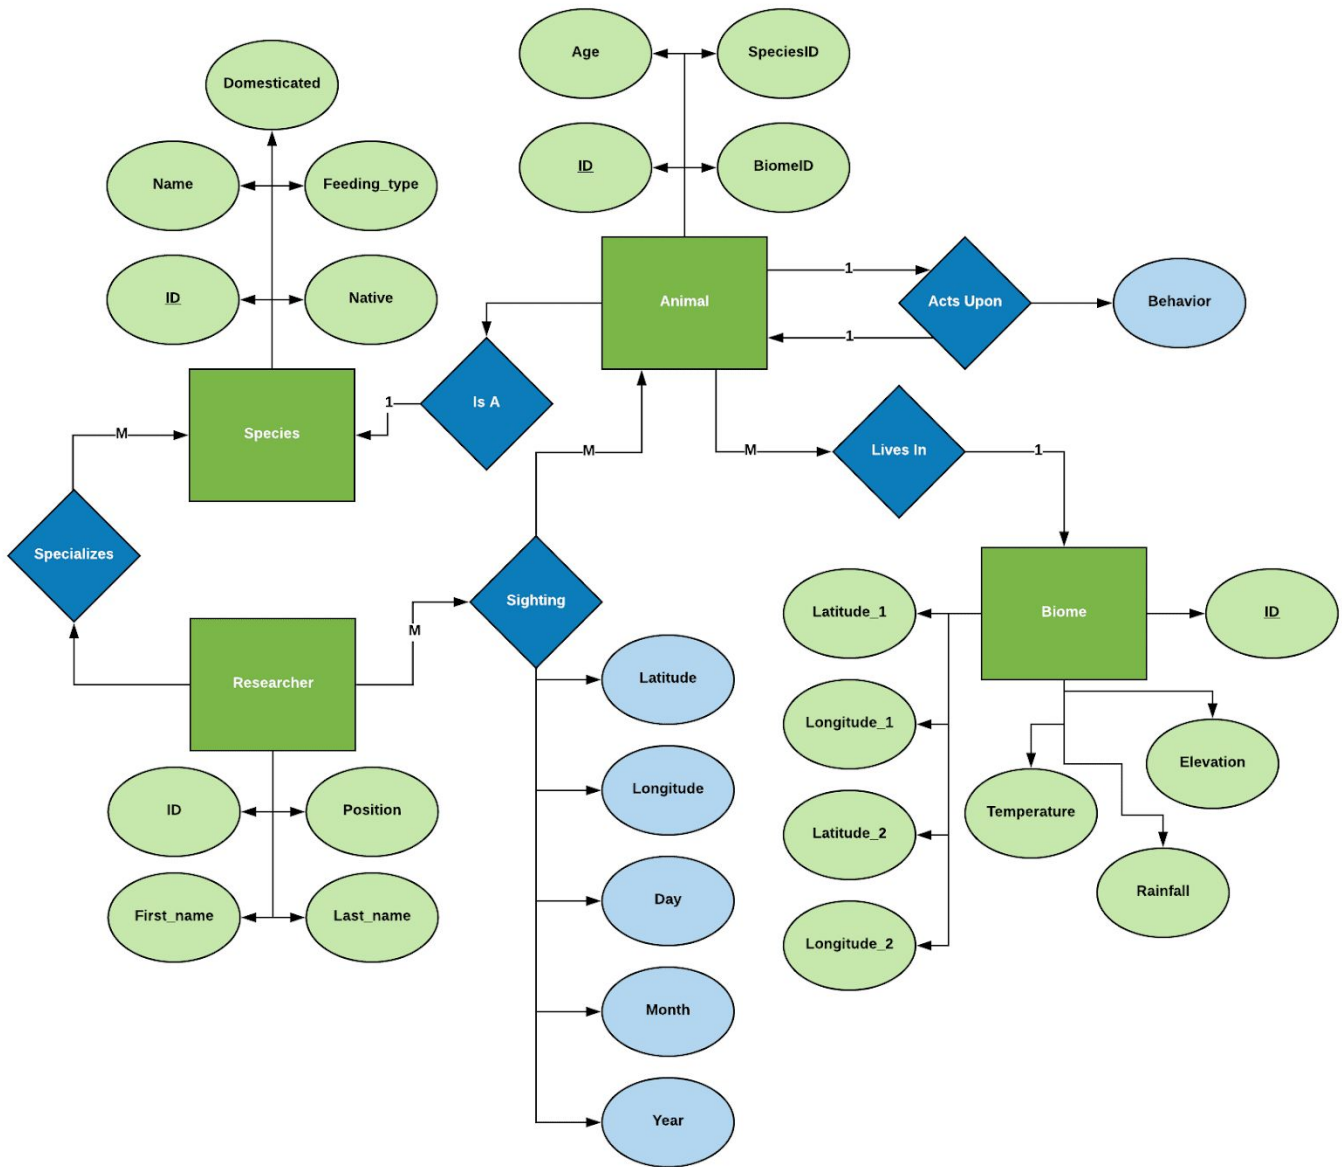 Age
SpeciesID
Domesticated
Name
Feeding_type
ID
BiomeID
ID
Native
Animal
1
Acts Upon
Behavior
1
Is A
1
Species
M
M
M
Lives In
1
Specializes
Sighting
M
Researcher
Latitude_1
Biome
ID
Latitude
Longitude_1
Longitude
Elevation
ID
Position
Temperature
Latitude_2
Rainfall
First_name
Last_name
Day
Longitude_2
Month
Year